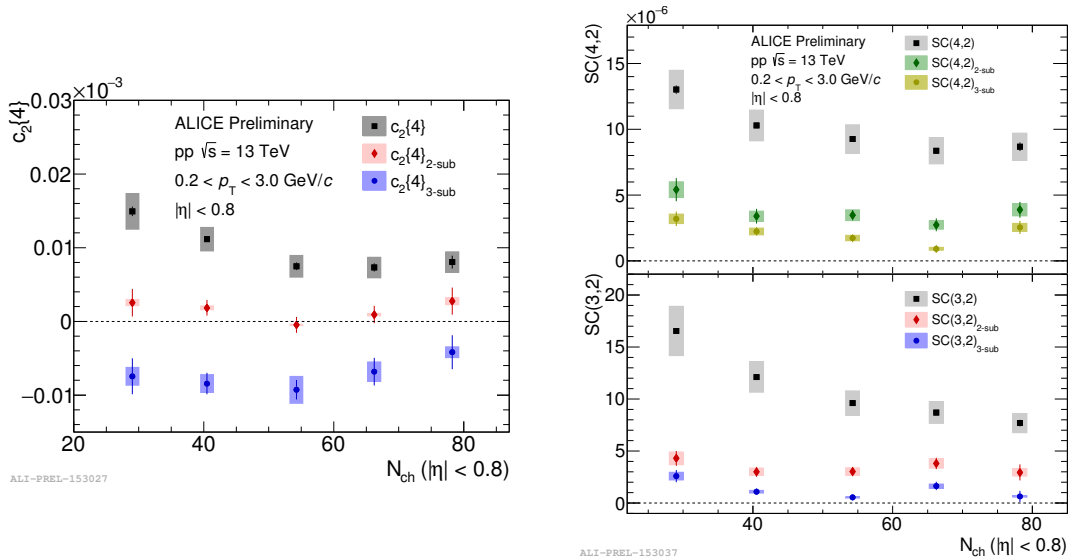 ×10⁻³
c₂{4}
0.03
0.02
0.01
0
−0.01
ALICE Preliminary
pp √s = 13 TeV
0.2 < p_T < 3.0 GeV/c
|η| < 0.8
c₂{4}
c₂{4}₂₋sub
c₂{4}₃₋sub
20 40 60 80
N_ch (|η| < 0.8)
ALI-PREL-153027
×10⁻⁶
SC(4,2)
15
10
5
0
ALICE Preliminary
pp √s = 13 TeV
0.2 < p_T < 3.0 GeV/c
|η| < 0.8
SC(4,2)
SC(4,2)₂₋sub
SC(4,2)₃₋sub
SC(3,2)
20
15
10
5
0
SC(3,2)
SC(3,2)₂₋sub
SC(3,2)₃₋sub
40 60 80
N_ch (|η| < 0.8)
ALI-PREL-153037